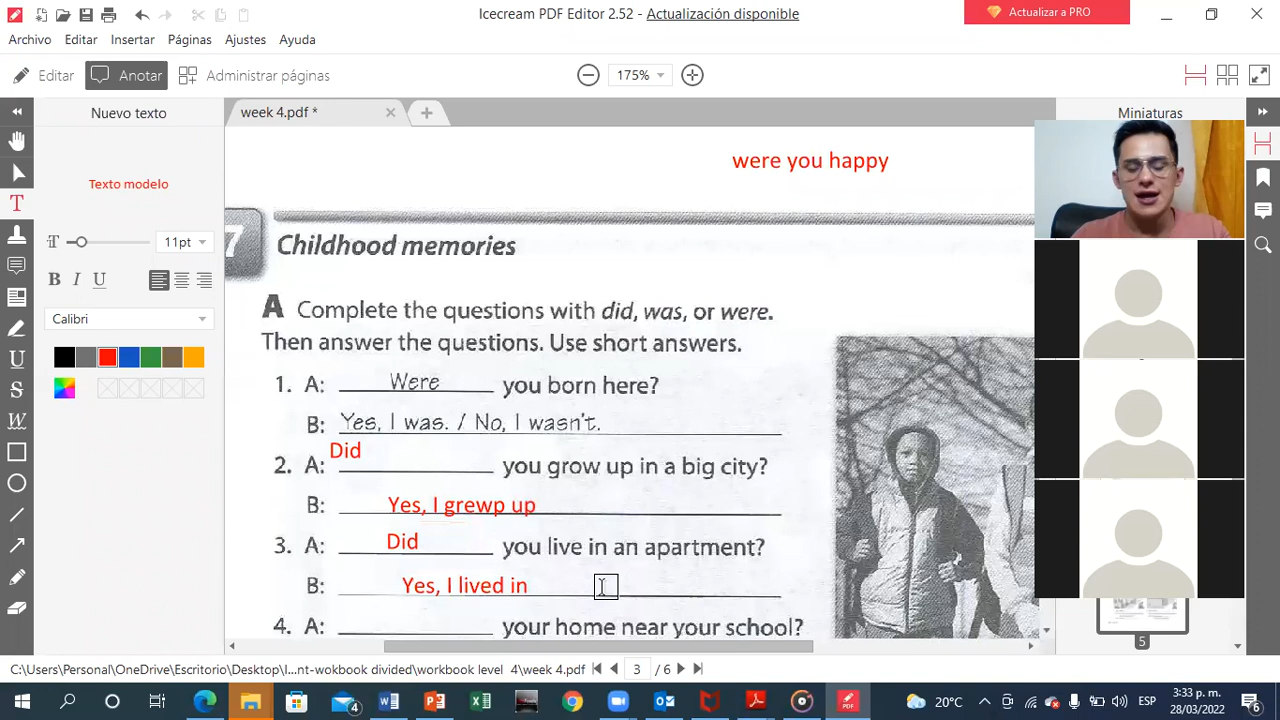 Icecream PDF Editor 2.52 - Actualización disponible
Actualizar a PRO
Archivo Editar Insertar Páginas Ajustes Ayuda
Editar Anotar Administrar páginas
175%
Nuevo texto
week 4.pdf *
Miniaturas
Texto modelo
11pt
B I U
Calibri
were you happy
7 Childhood memories
A Complete the questions with did, was, or were.
Then answer the questions. Use short answers.
1. A: Were you born here?
B: Yes, I was. / No, I wasn't.
Did
2. A: you grow up in a big city?
B: Yes, I grewp up
3. A: Did you live in an apartment?
B: Yes, I lived in
4. A: your home near your school?
5
C:\Users\Personal\OneDrive\Escritorio\Desktop\I...nt-wokbook divided\workbook level 4\week 4.pdf
3 / 6
4
20°C
ESP
3:33 p. m.
28/03/2022
6